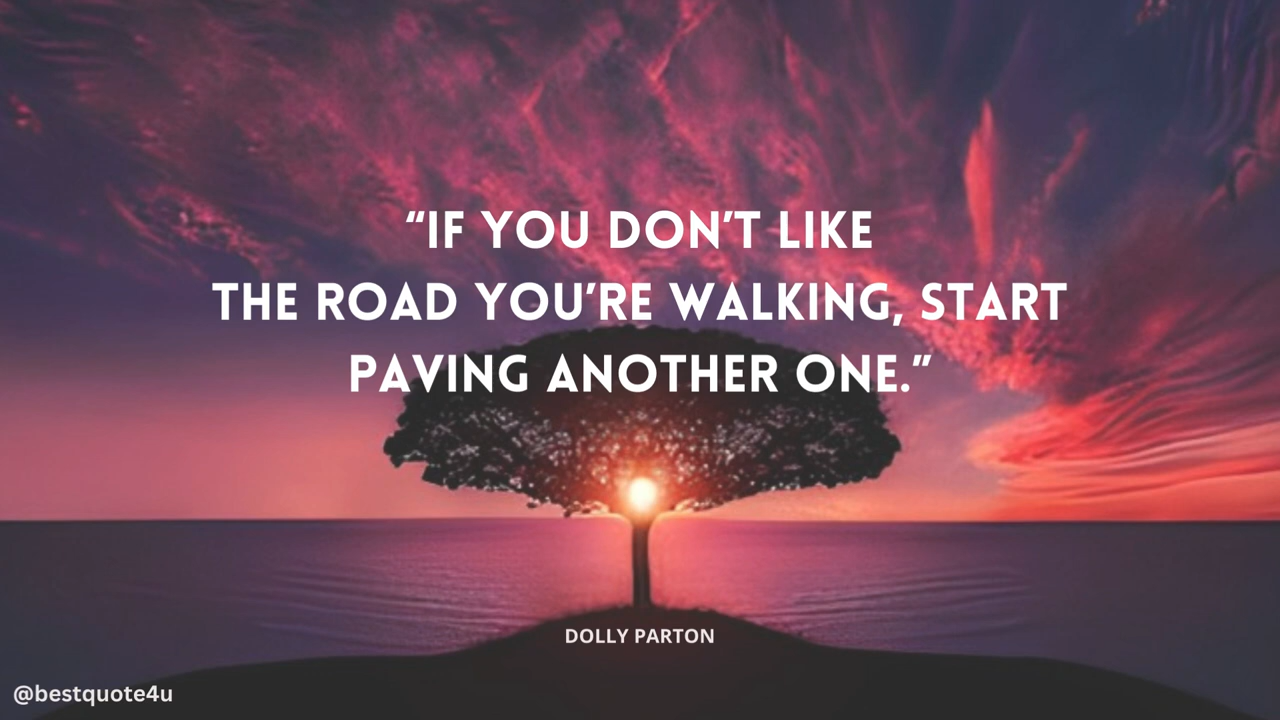 “IF YOU DON’T LIKE
THE ROAD YOU’RE WALKING, START
PAVING ANOTHER ONE.”
DOLLY PARTON
@bestquote4u